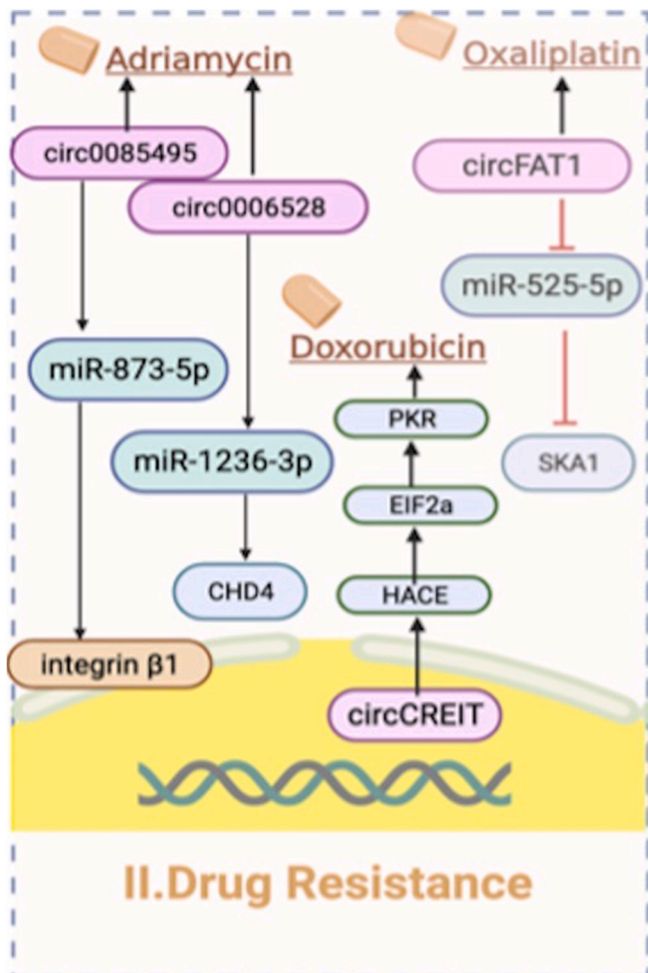 Adriamycin
Oxaliplatin
circ0085495
circFAT1
circ0006528
miR-525-5p
Doxorubicin
miR-873-5p
PKR
miR-1236-3p
SKA1
EIF2a
CHD4
HACE
integrin β1
circCREIT
II.Drug Resistance